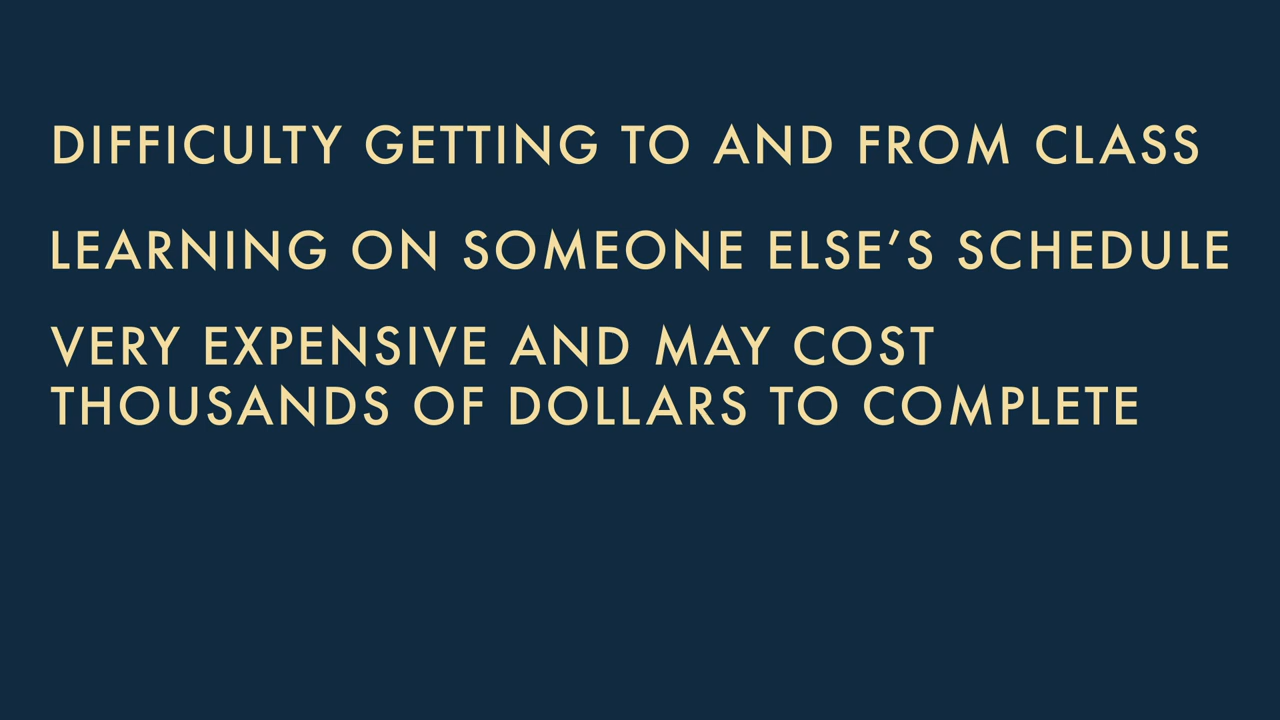 DIFFICULTY GETTING TO AND FROM CLASS
LEARNING ON SOMEONE ELSE’S SCHEDULE
VERY EXPENSIVE AND MAY COST
THOUSANDS OF DOLLARS TO COMPLETE